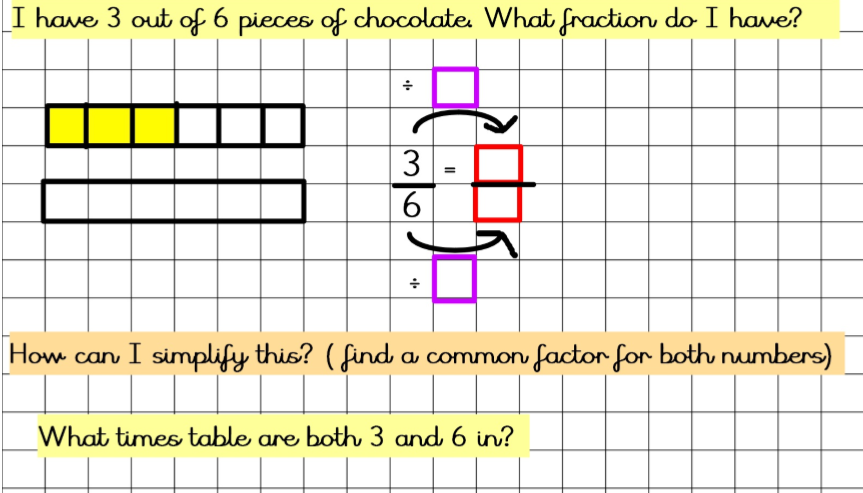 I have 3 out of 6 pieces of chocolate. What fraction do I have?
÷
3 =
6
÷
How can I simplify this? ( find a common factor for both numbers)
What times table are both 3 and 6 in?